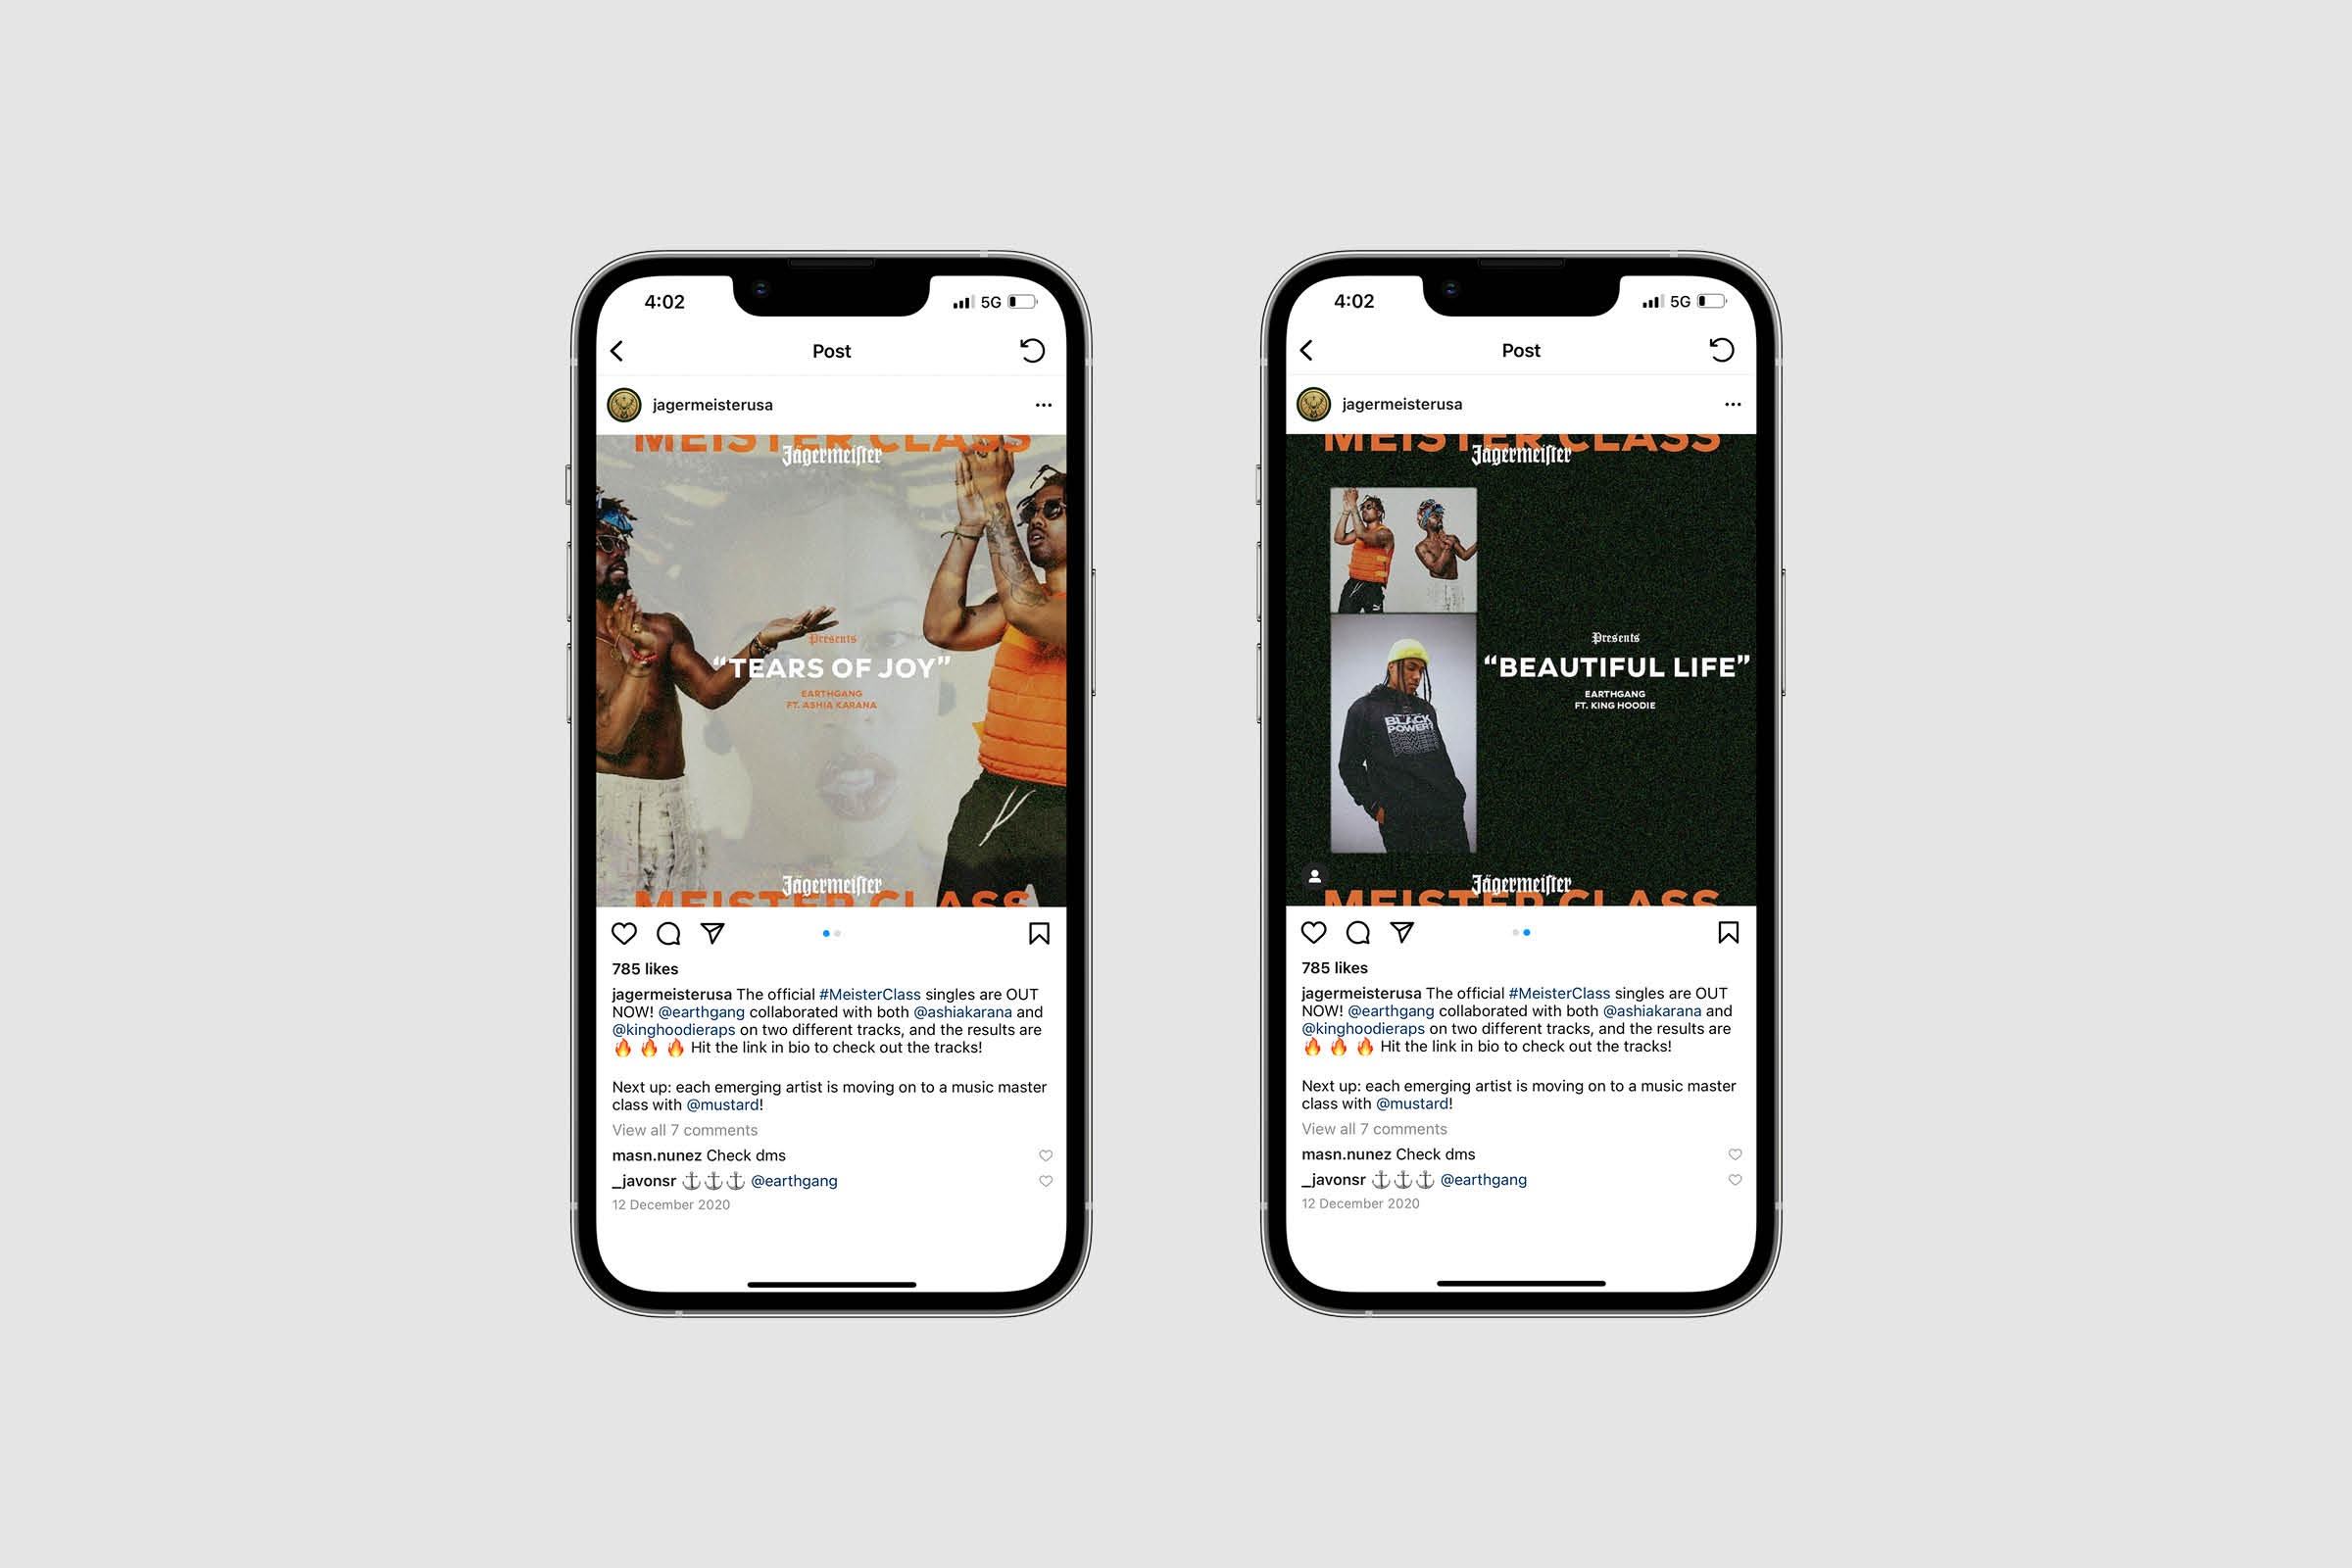 4:02
5G
Post
jagermeisterusa
MEISTER CLASS
Jägermeister
Presents
“TEARS OF JOY”
EARTHGANG
FT. ASHIA KARANA
Jägermeister
MEISTER CLASS
785 likes
jagermeisterusa The official #MeisterClass singles are OUT
NOW! @earthgang collaborated with both @ashiakarana and
@kinghoodieraps on two different tracks, and the results are
🔥 🔥 🔥 Hit the link in bio to check out the tracks!
Next up: each emerging artist is moving on to a music master
class with @mustard!
View all 7 comments
masn.nunez Check dms
_javonsr ⚓⚓⚓ @earthgang
12 December 2020
4:02
5G
Post
jagermeisterusa
MEISTER CLASS
Jägermeister
BLACK
POWER
Presents
“BEAUTIFUL LIFE”
EARTHGANG
FT. KING HOODIE
Jägermeister
MEISTER CLASS
785 likes
jagermeisterusa The official #MeisterClass singles are OUT
NOW! @earthgang collaborated with both @ashiakarana and
@kinghoodieraps on two different tracks, and the results are
🔥 🔥 🔥 Hit the link in bio to check out the tracks!
Next up: each emerging artist is moving on to a music master
class with @mustard!
View all 7 comments
masn.nunez Check dms
_javonsr ⚓⚓⚓ @earthgang
12 December 2020